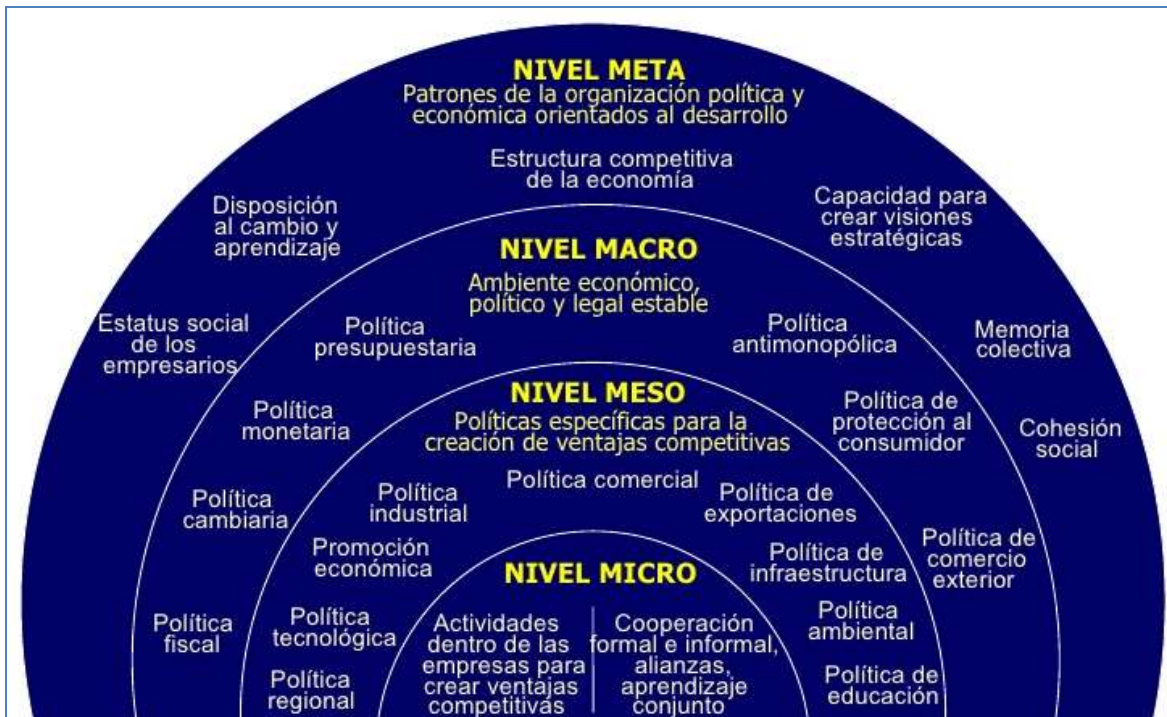 NIVEL META
Patrones de la organización política y
económica orientados al desarrollo
Estructura competitiva
de la economía
Disposición
al cambio y
aprendizaje
Capacidad para
crear visiones
estratégicas
Estatus social
de los
empresarios
Memoria
colectiva
Cohesión
social
NIVEL MACRO
Ambiente económico,
político y legal estable
Política
presupuestaria
Política
antimonopólica
Política
monetaria
Política de
protección al
consumidor
Política
cambiaria
Política de
comercio
exterior
Política
fiscal
NIVEL MESO
Políticas específicas para la
creación de ventajas competitivas
Política comercial
Política
industrial
Política de
exportaciones
Promoción
económica
Política de
infraestructura
Política
tecnológica
Política
ambiental
Política
regional
Política de
educación
NIVEL MICRO
Actividades
dentro de las
empresas para
crear ventajas
competitivas
Cooperación
formal e informal,
alianzas,
aprendizaje
conjunto